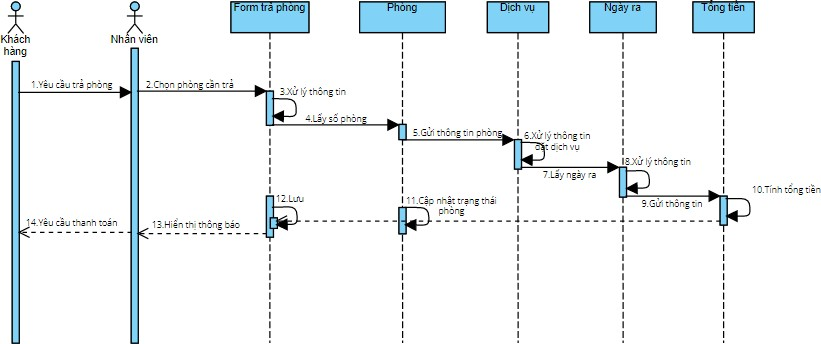 Form trả phòng
Phòng
Dịch vụ
Ngày ra
Tổng tiền
Khách
hàng
Nhân viên
1.Yêu cầu trả phòng
2.Chọn phòng cần trả
3.Xử lý thông tin
4.Lấy số phòng
5.Gửi thông tin phòng
6.Xử lý thông tin
đặt dịch vụ
7.Lấy ngày ra
8.Xử lý thông tin
9.Gửi thông tin
10.Tính tổng tiền
11.Cập nhật trạng thái
phòng
12.Lưu
13.Hiển thị thông báo
14.Yêu cầu thanh toán